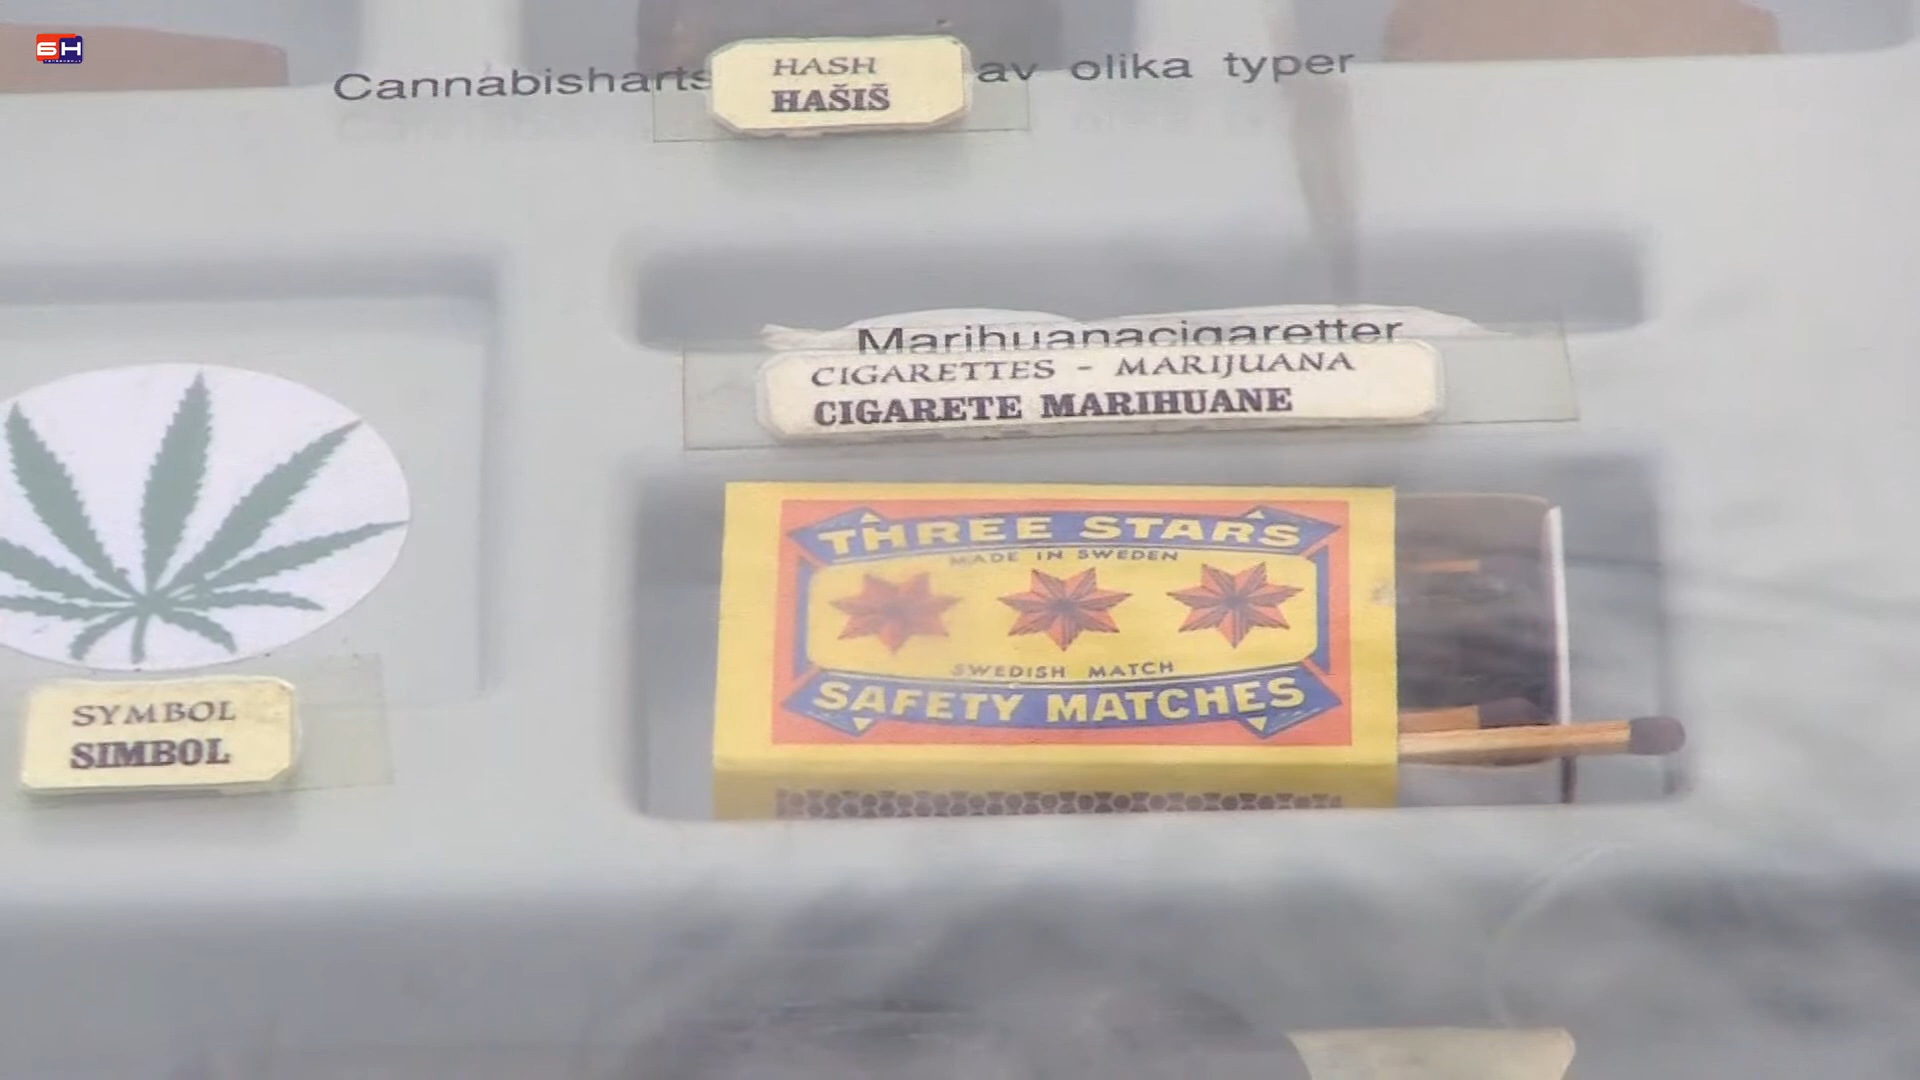 БН
Cannabisharts av olika typer
HASH
HAŠIŠ
Marihuanacigaretter
CIGARETTES - MARIJUANA
CIGARETE MARIHUANE
THREE STARS
MADE IN SWEDEN
SWEDISH MATCH
SAFETY MATCHES
SYMBOL
SIMBOL